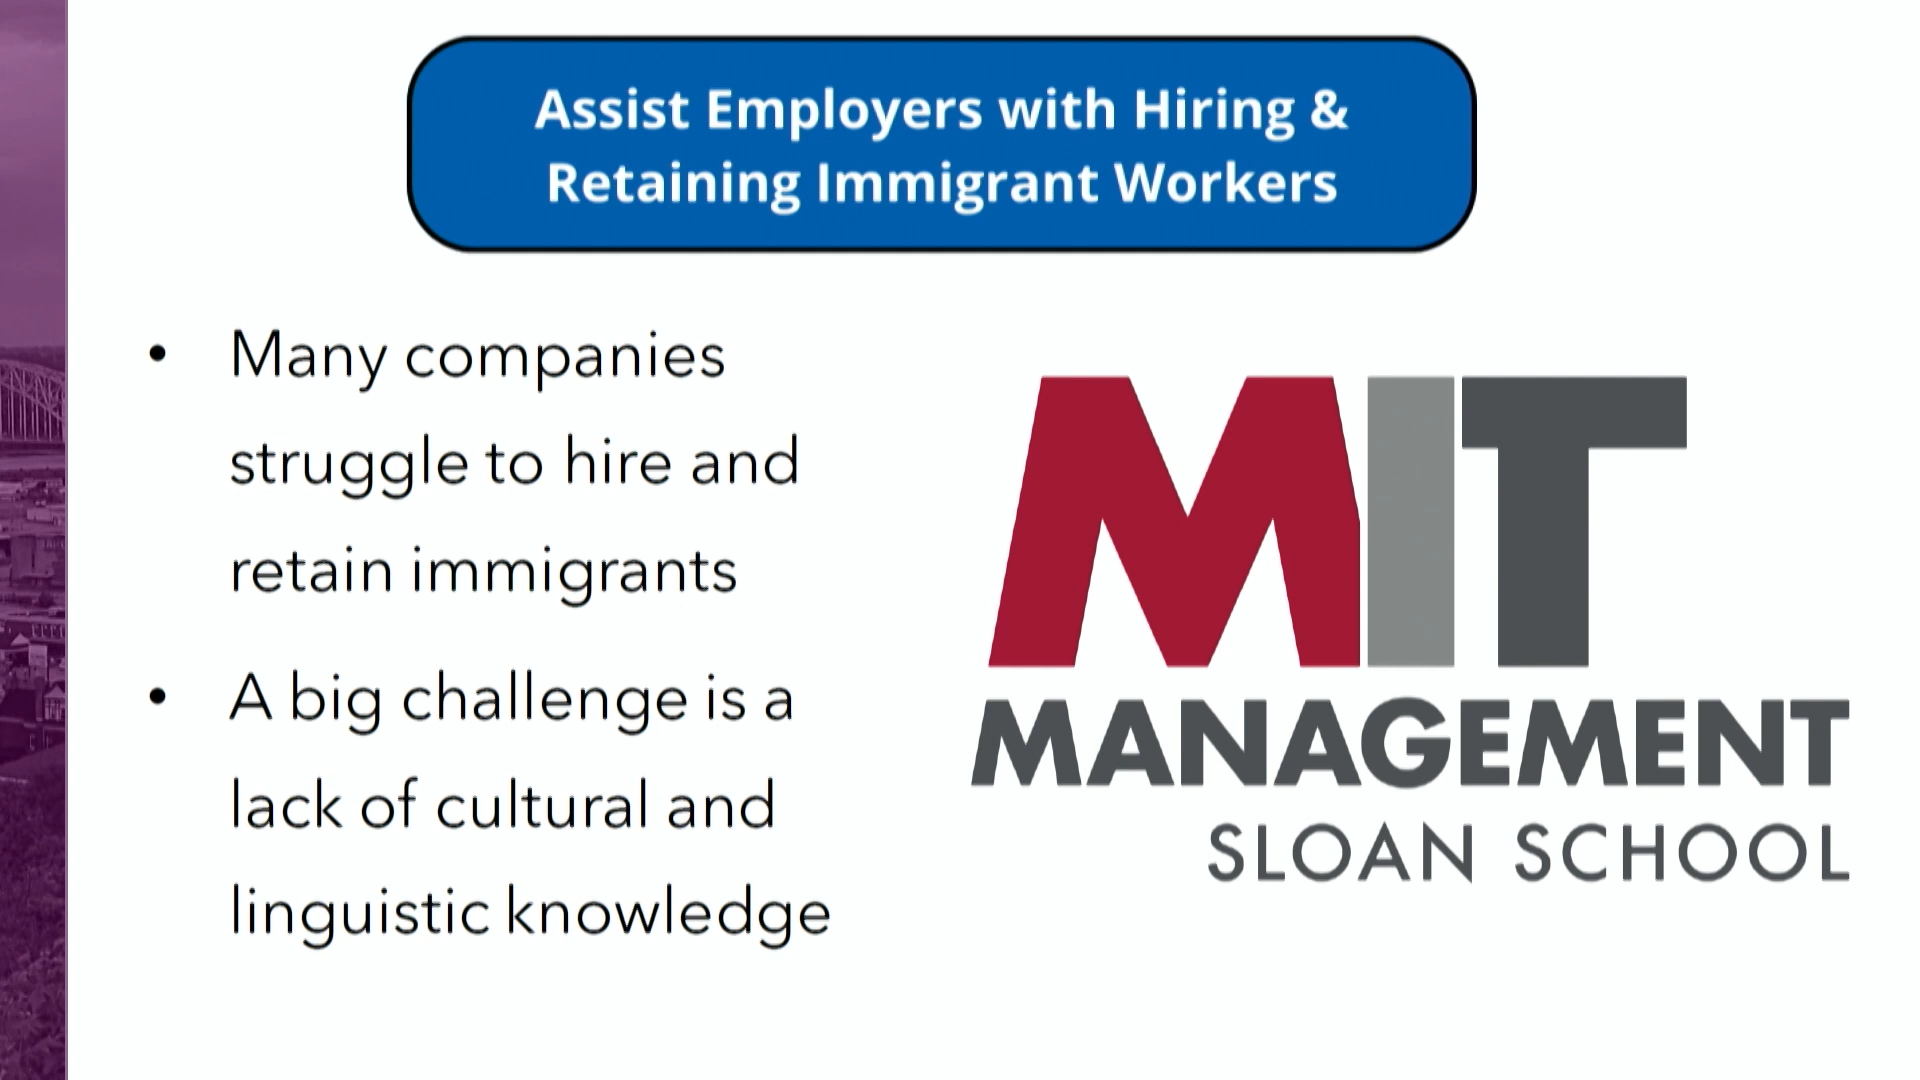 Assist Employers with Hiring &
Retaining Immigrant Workers
• Many companies
struggle to hire and
retain immigrants
• A big challenge is a
lack of cultural and
linguistic knowledge
MIT
MANAGEMENT
SLOAN SCHOOL